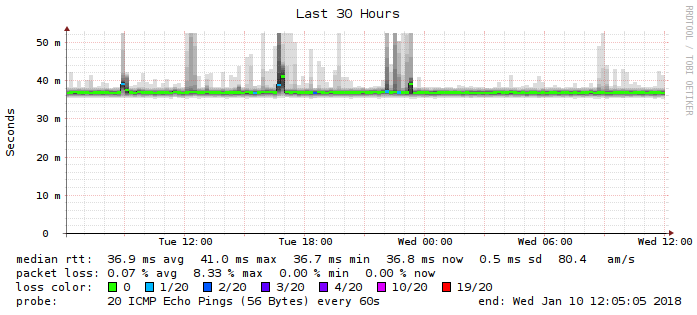 Last 30 Hours
RRDTOOL / TOBI OETIKER
Seconds
50 m
40 m
30 m
20 m
10 m
0
Tue 12:00 Tue 18:00 Wed 00:00 Wed 06:00 Wed 12:00
median rtt: 36.9 ms avg 41.0 ms max 36.7 ms min 36.8 ms now 0.5 ms sd 80.4 am/s
packet loss: 0.07 % avg 8.33 % max 0.00 % min 0.00 % now
loss color: 0 1/20 2/20 3/20 4/20 10/20 19/20
probe: 20 ICMP Echo Pings (56 Bytes) every 60s end: Wed Jan 10 12:05:05 2018